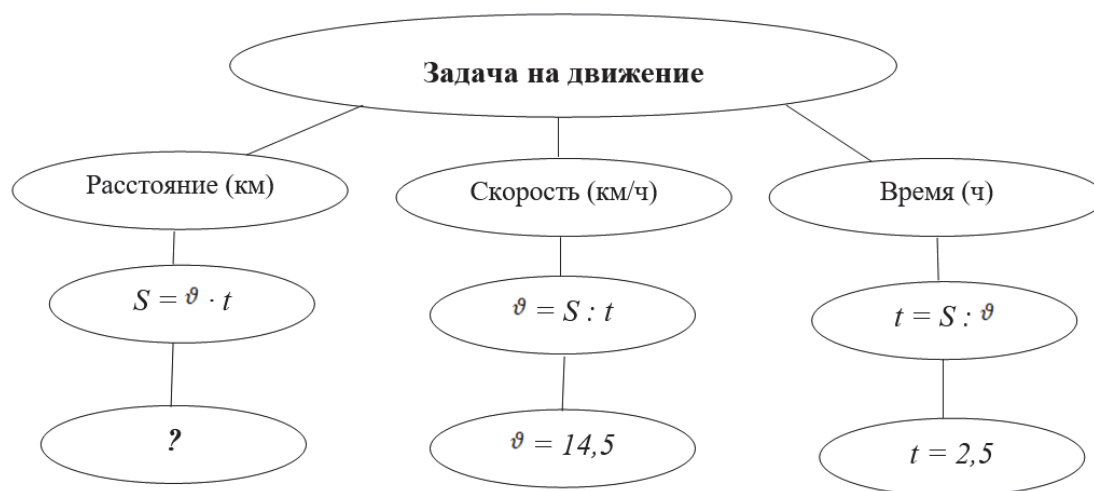 Задача на движение
Расстояние (км)
Скорость (км/ч)
Время (ч)
S = ϑ · t
ϑ = S : t
t = S : ϑ
?
ϑ = 14,5
t = 2,5